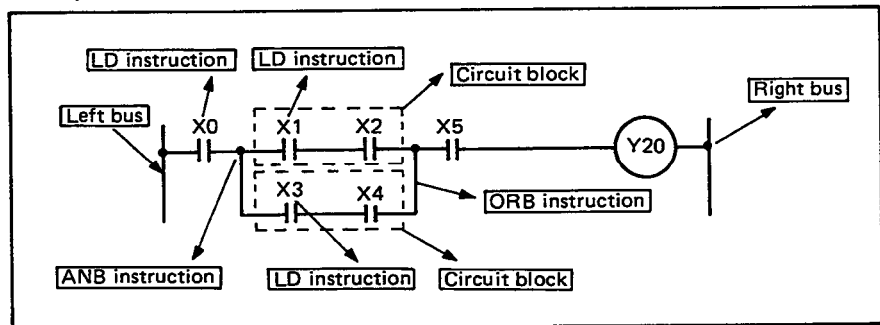 LD instruction
LD instruction
Circuit block
Right bus
Left bus
X0
X1
X2
X5
Y20
X3
X4
ORB instruction
ANB instruction
LD instruction
Circuit block